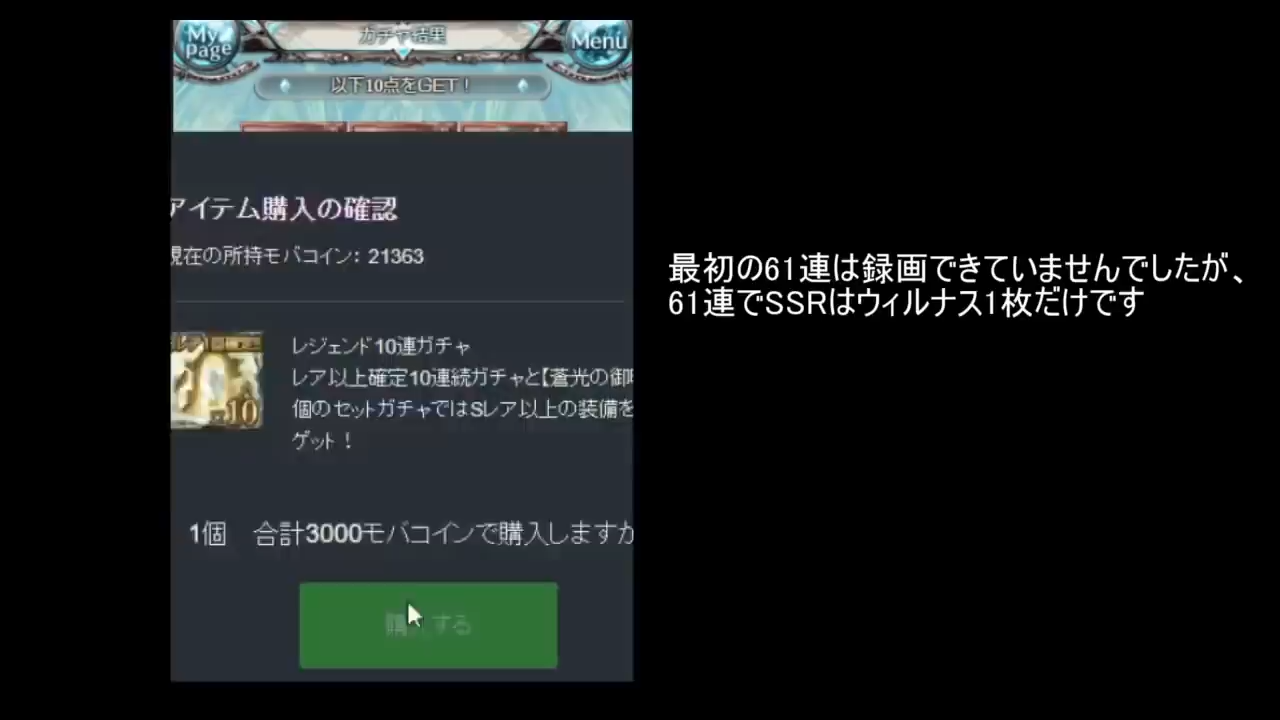 My page
ガチャ結果
Menu
以下10点をGET！
アイテム購入の確認
現在の所持モバコイン: 21363
レジェンド10連ガチャ
レア以上確定10連続ガチャと【蒼光の御
個のセットガチャではSレア以上の装備を
ゲット！
×10
1個　合計3000モバコインで購入しますか
購入する
最初の61連は録画できていませんでしたが、
61連でSSRはウィルナス1枚だけです